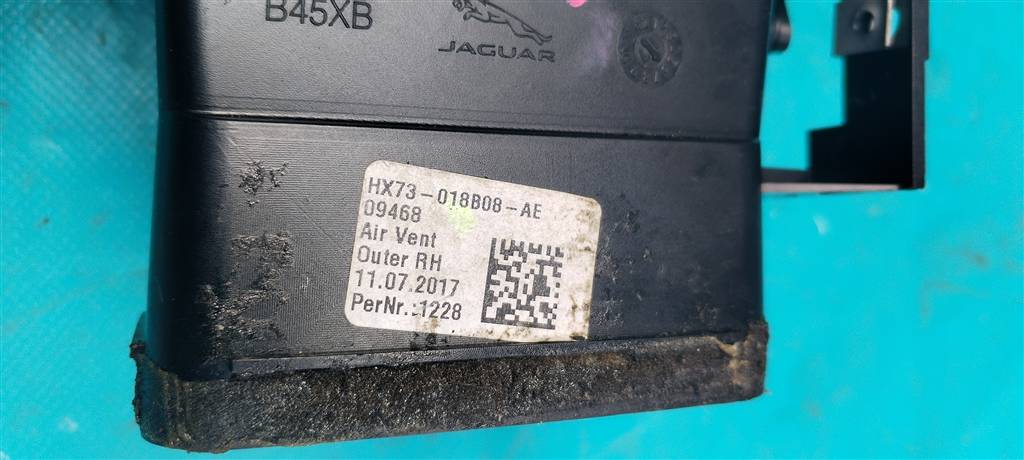 B45XB
JAGUAR
HX73-018B08-AE
09468
Air Vent
Outer RH
11.07.2017
PerNr.:1228